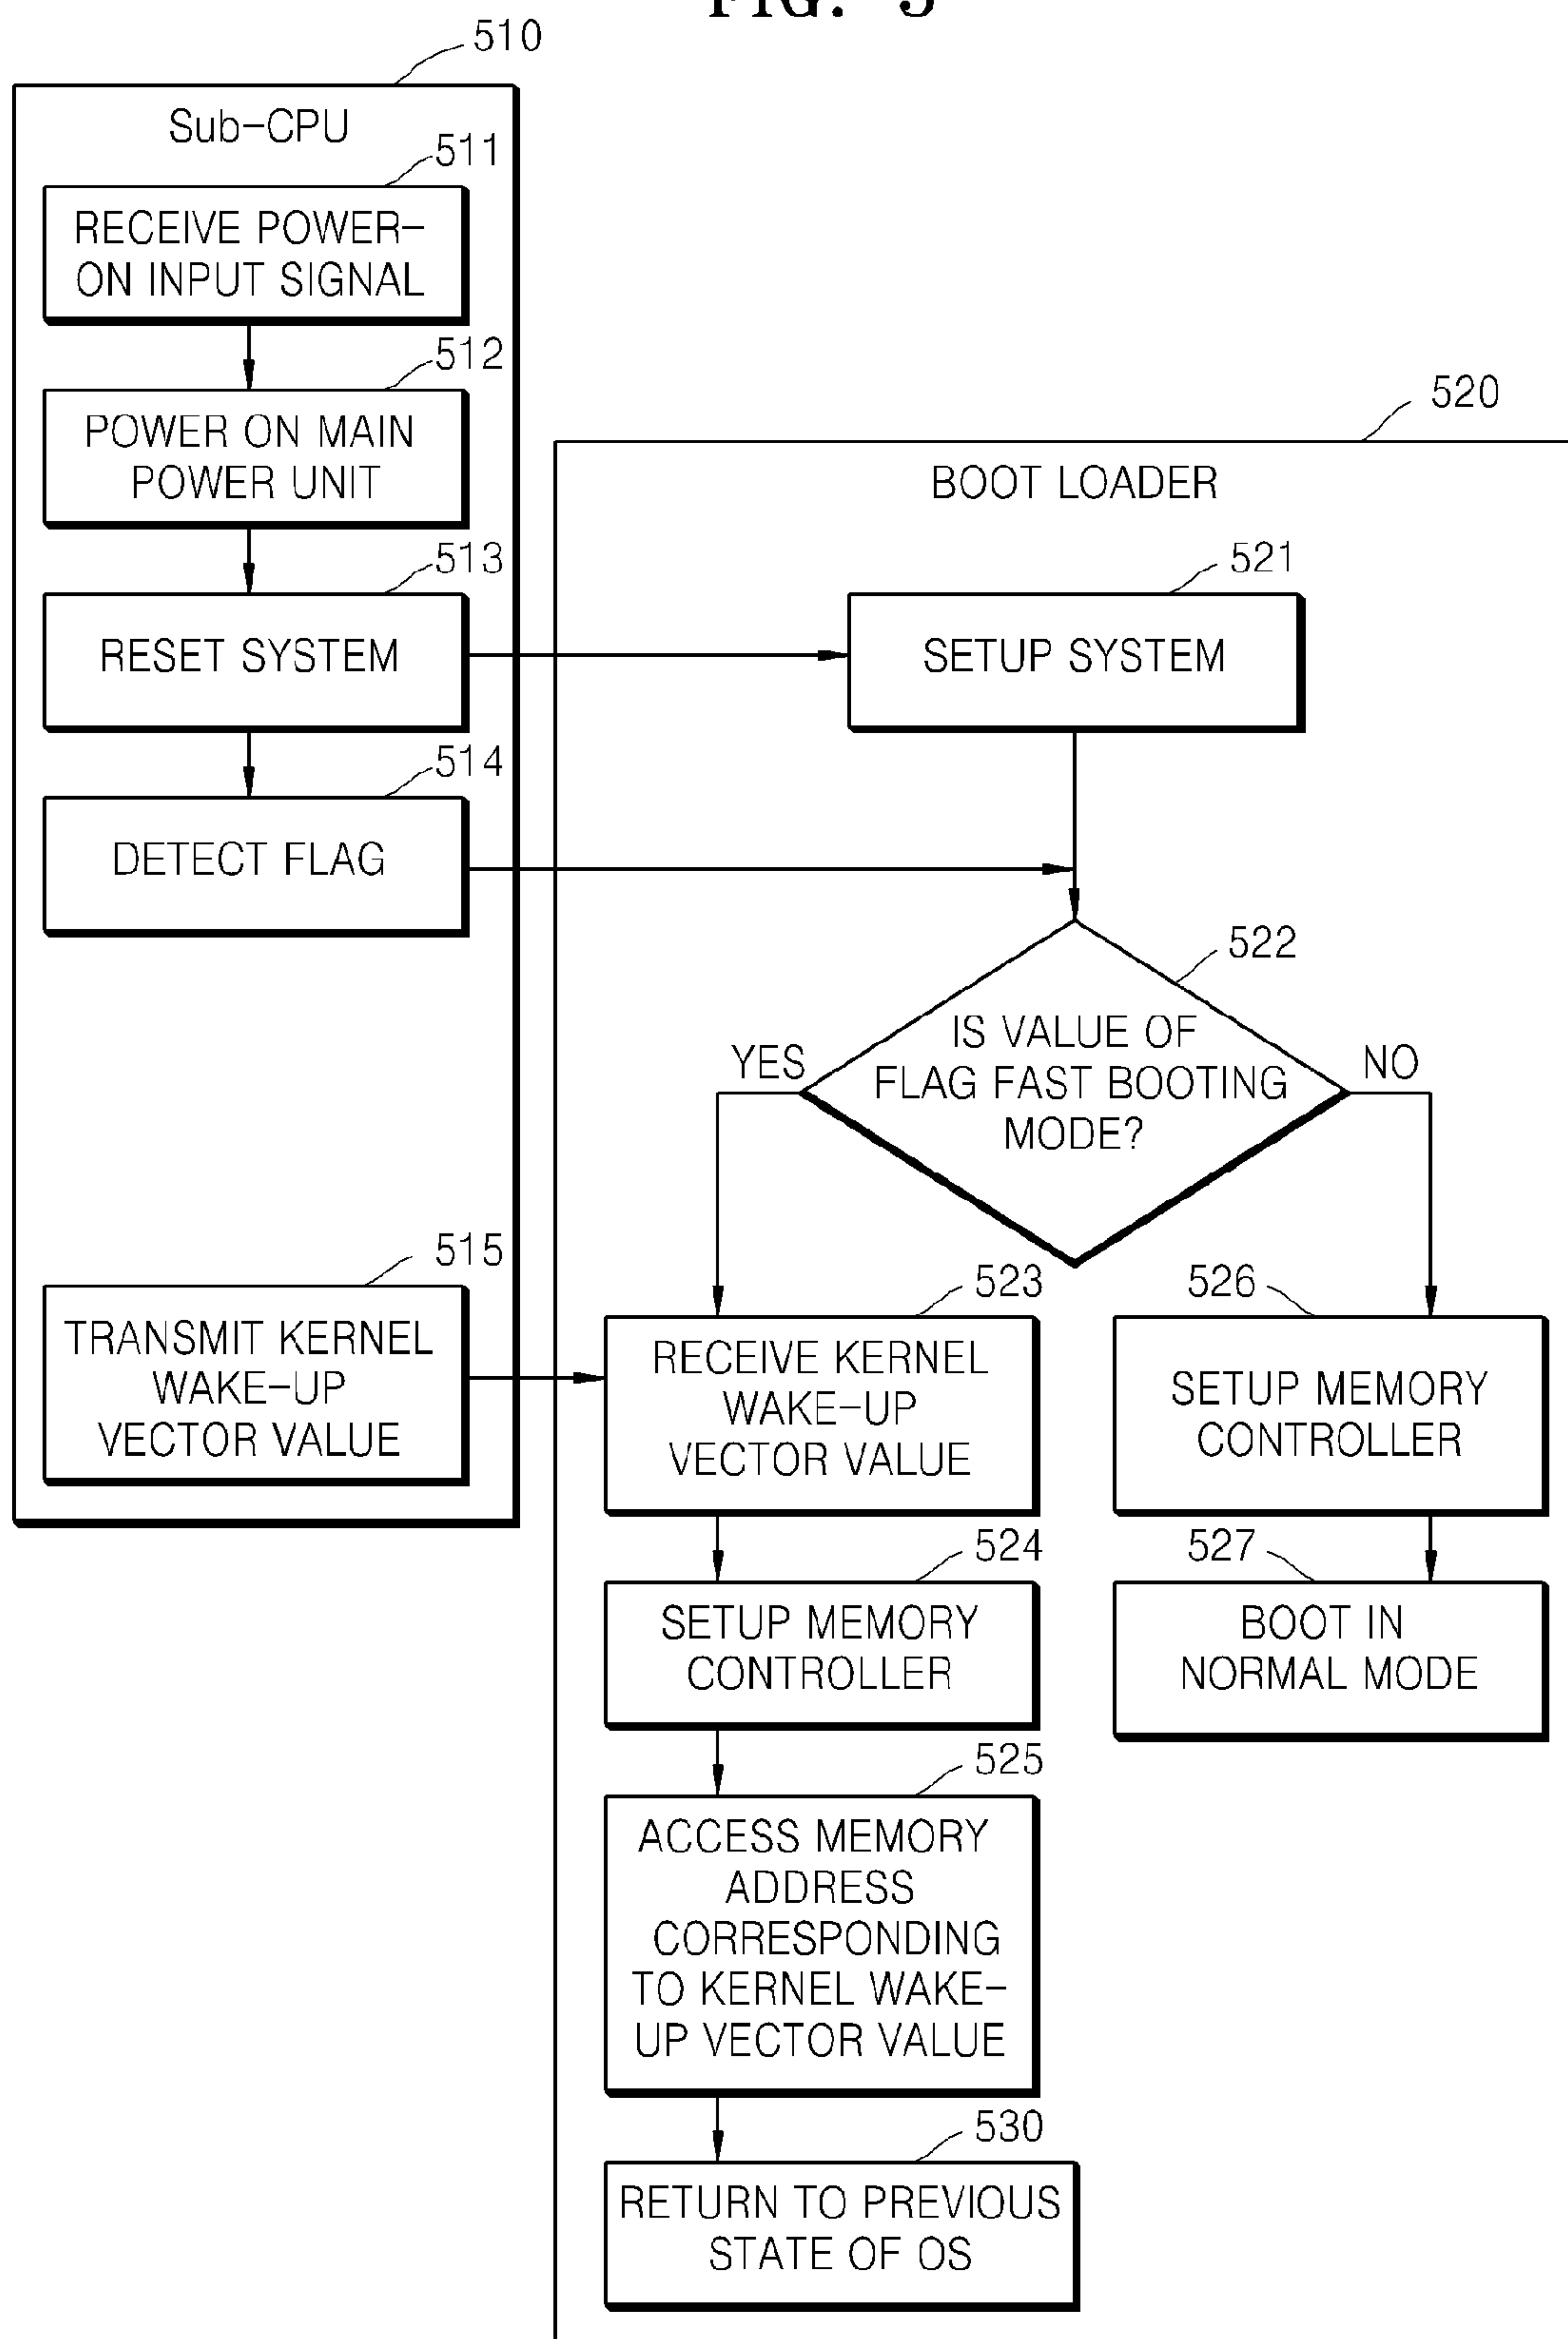 FIG. 5
510
Sub-CPU
511
RECEIVE POWER-
ON INPUT SIGNAL
512
POWER ON MAIN
POWER UNIT
513
RESET SYSTEM
514
DETECT FLAG
515
TRANSMIT KERNEL
WAKE-UP
VECTOR VALUE
520
BOOT LOADER
521
SETUP SYSTEM
522
IS VALUE OF
FLAG FAST BOOTING
MODE?
YES
NO
523
RECEIVE KERNEL
WAKE-UP
VECTOR VALUE
524
SETUP MEMORY
CONTROLLER
525
ACCESS MEMORY
ADDRESS
CORRESPONDING
TO KERNEL WAKE-
UP VECTOR VALUE
530
RETURN TO PREVIOUS
STATE OF OS
526
SETUP MEMORY
CONTROLLER
527
BOOT IN
NORMAL MODE